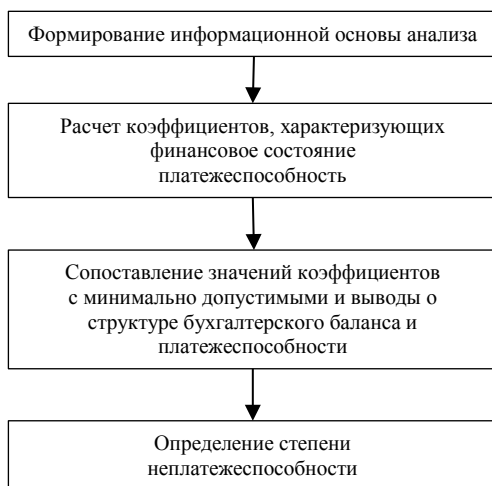 Формирование информационной основы анализа
Расчет коэффициентов, характеризующих
финансовое состояние
платежеспособность
Сопоставление значений коэффициентов
с минимально допустимыми и выводы о
структуре бухгалтерского баланса и
платежеспособности
Определение степени
неплатежеспособности